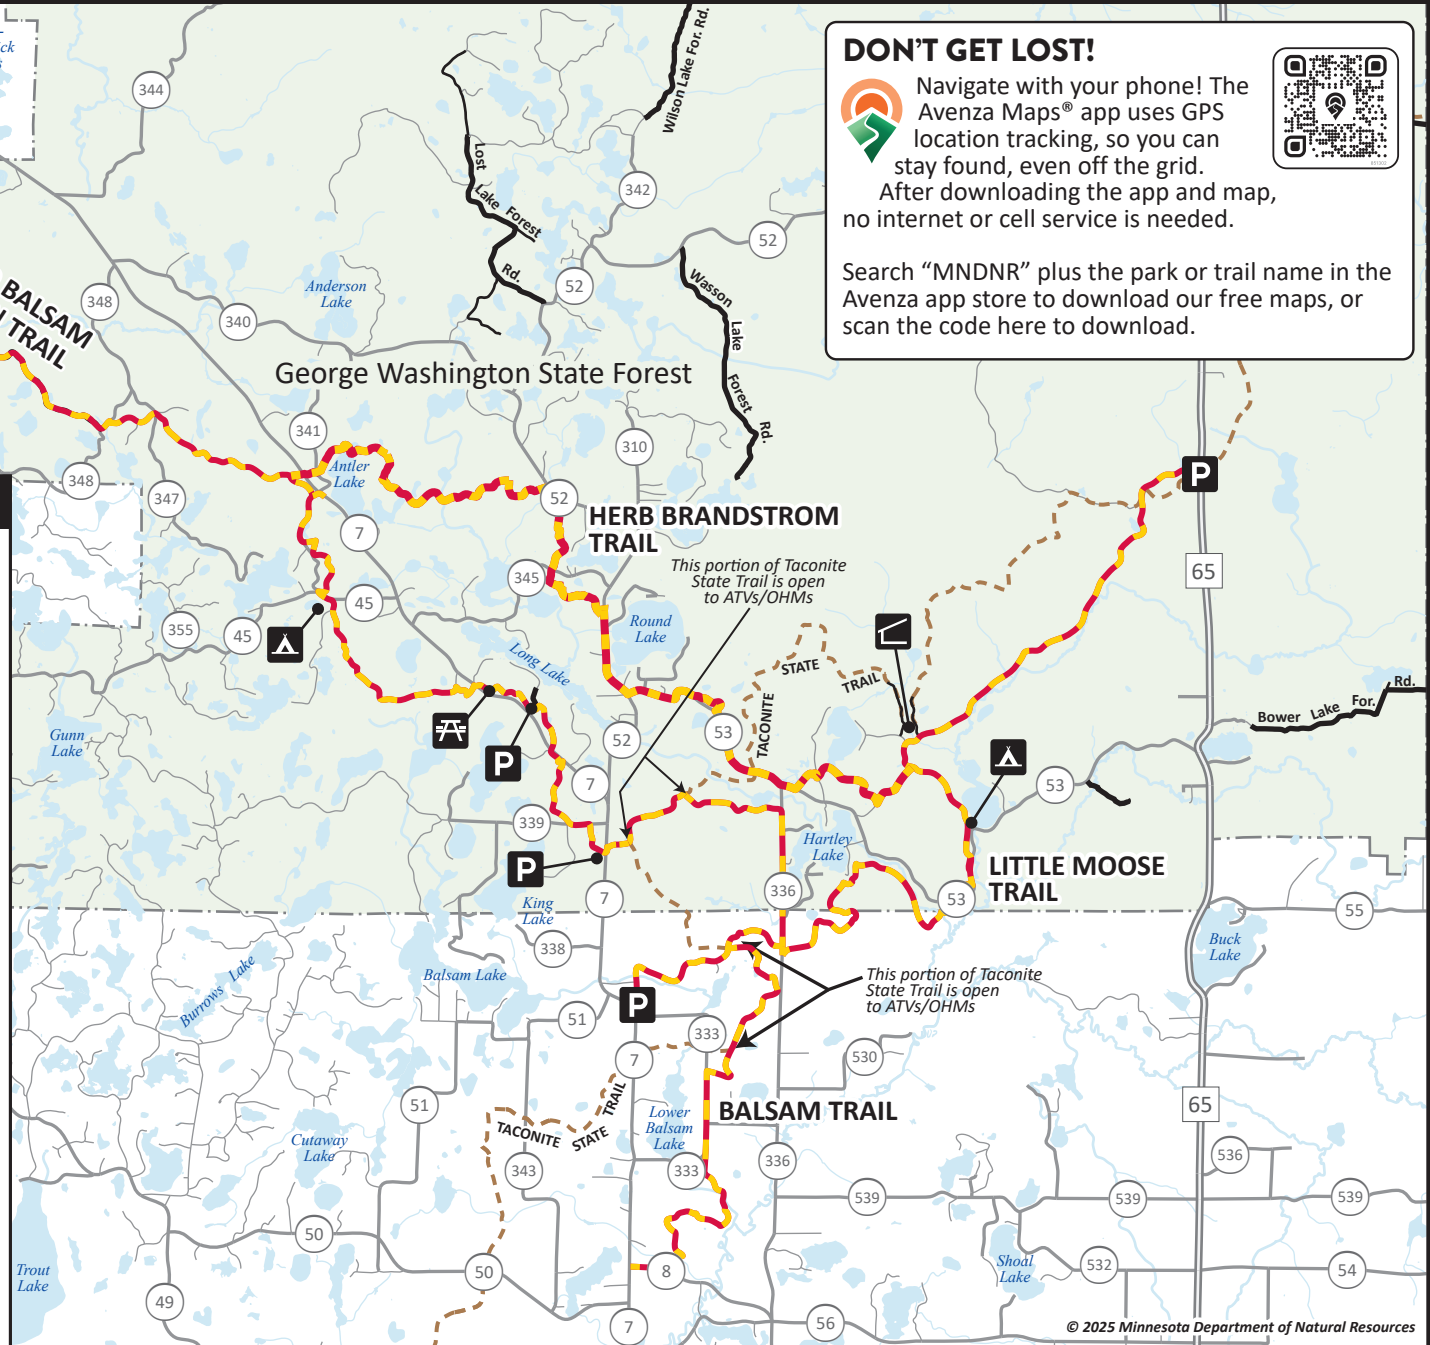 DON'T GET LOST!
Navigate with your phone! The
Avenza Maps® app uses GPS
location tracking, so you can
stay found, even off the grid.
After downloading the app and map,
no internet or cell service is needed.
Search “MNDNR” plus the park or trail name in the
Avenza app store to download our free maps, or
scan the code here to download.
ck
344
Wilson Lake For. Rd.
Lost
Lake Forest
Rd.
342
52
52
Wasson
Lake
Forest
Rd.
Anderson
Lake
348
340
BALSAM
TRAIL
George Washington State Forest
341
310
Antler
Lake
348
347
52
HERB BRANDSTROM
TRAIL
P
7
65
This portion of Taconite
State Trail is open
to ATVs/OHMs
345
45
355
45
Round
Lake
Long Lake
STATE
TRAIL
TACONITE
Rd.
Bower Lake For.
Gunn
Lake
52
53
P
7
53
339
Hartley
Lake
P
LITTLE MOOSE
TRAIL
7
336
53
55
King
Lake
338
Buck
Lake
Balsam Lake
Burrows Lake
This portion of Taconite
State Trail is open
to ATVs/OHMs
P
51
333
7
530
51
TRAIL
TACONITE STATE
Lower
Balsam
Lake
BALSAM TRAIL
65
Cutaway
Lake
343
333
336
536
539
539
539
50
Trout
Lake
50
8
Shoal
Lake
532
54
49
7
56
© 2025 Minnesota Department of Natural Resources